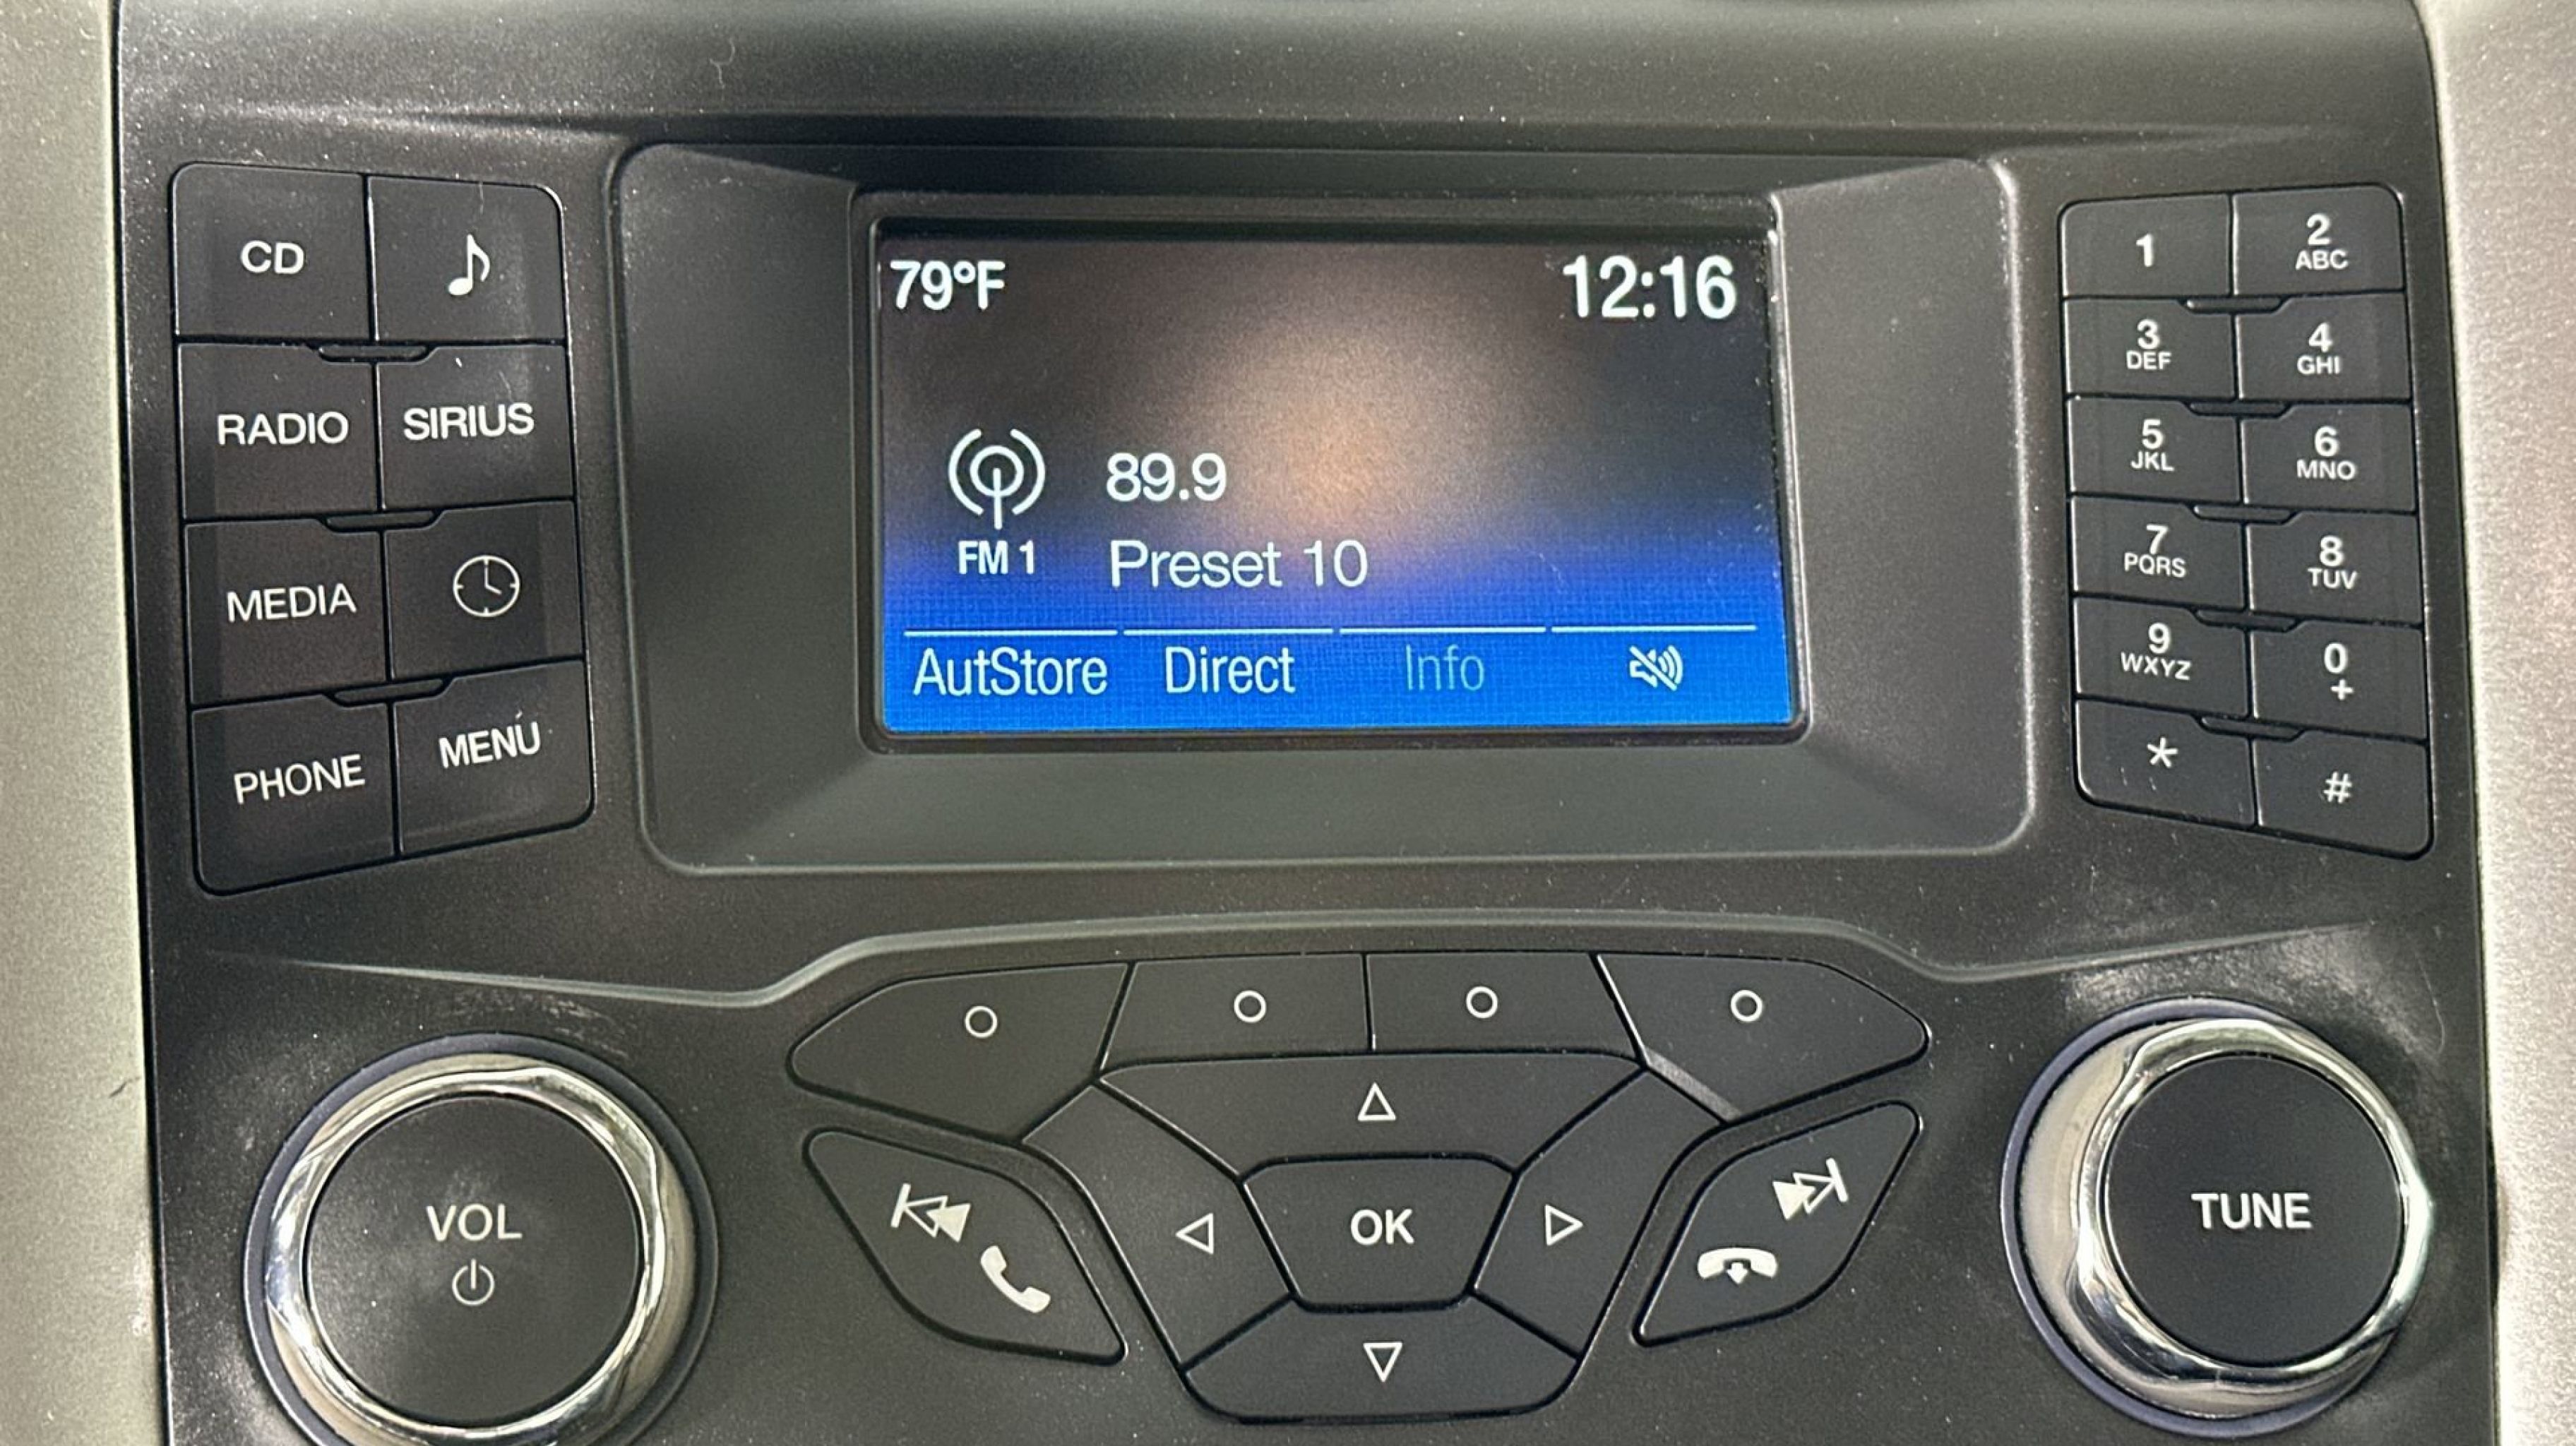 CD
RADIO
SIRIUS
MEDIA
PHONE
MENU
79°F
12:16
89.9
FM 1
Preset 10
AutStore
Direct
Info
1
2
ABC
3
DEF
4
GHI
5
JKL
6
MNO
7
PQRS
8
TUV
9
WXYZ
0
+
*
#
VOL
OK
TUNE